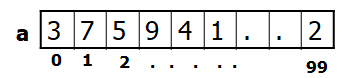 a 3 7 5 9 4 1 . . 2
0 1 2 . . . . . 99